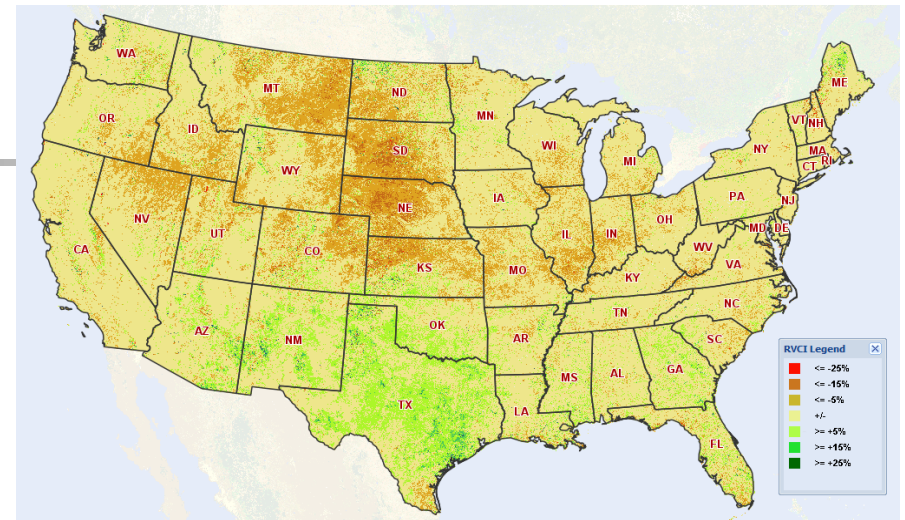 WA
ME
MT
ND
OR
MN
VT
NH
ID
SD
WI
NY
MA
MI
RI
CT
WY
PA
IA
NJ
NE
OH
NV
IL
IN
MD
DE
UT
WV
CA
CO
VA
KS
MO
KY
NC
TN
AZ
OK
NM
AR
SC
RVCI Legend
<= -25%
<= -15%
<= -5%
+/-
>= +5%
>= +15%
>= +25%
GA
MS
AL
TX
LA
FL